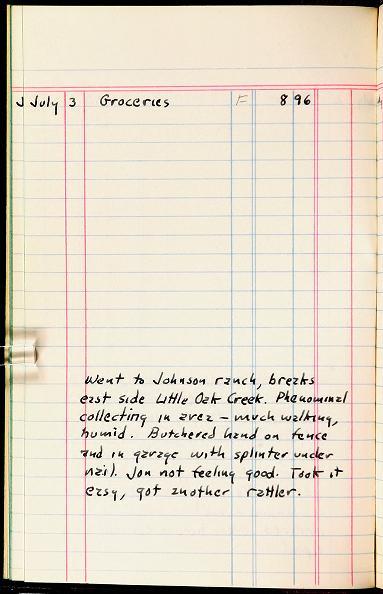 J July 3 Groceries F 8 96
Went to Johnson ranch, breaks
east side Little Oak Creek. Phenominal
collecting in area - much walking,
humid. Butchered hand on fence
and in garage with splinter under
nail. Jon not feeling good. Took it
easy, got another rattler.